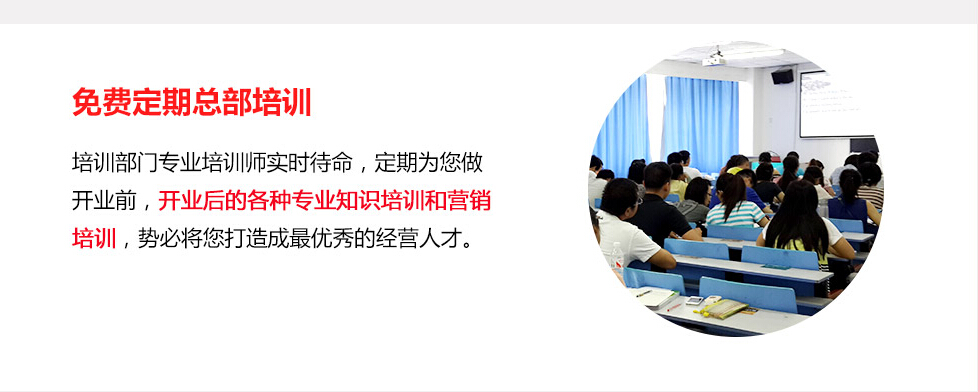 免费定期总部培训
培训部门专业培训师实时待命，定期为您做
开业前，开业后的各种专业知识培训和营销
培训，势必将您打造成最优秀的经营人才。